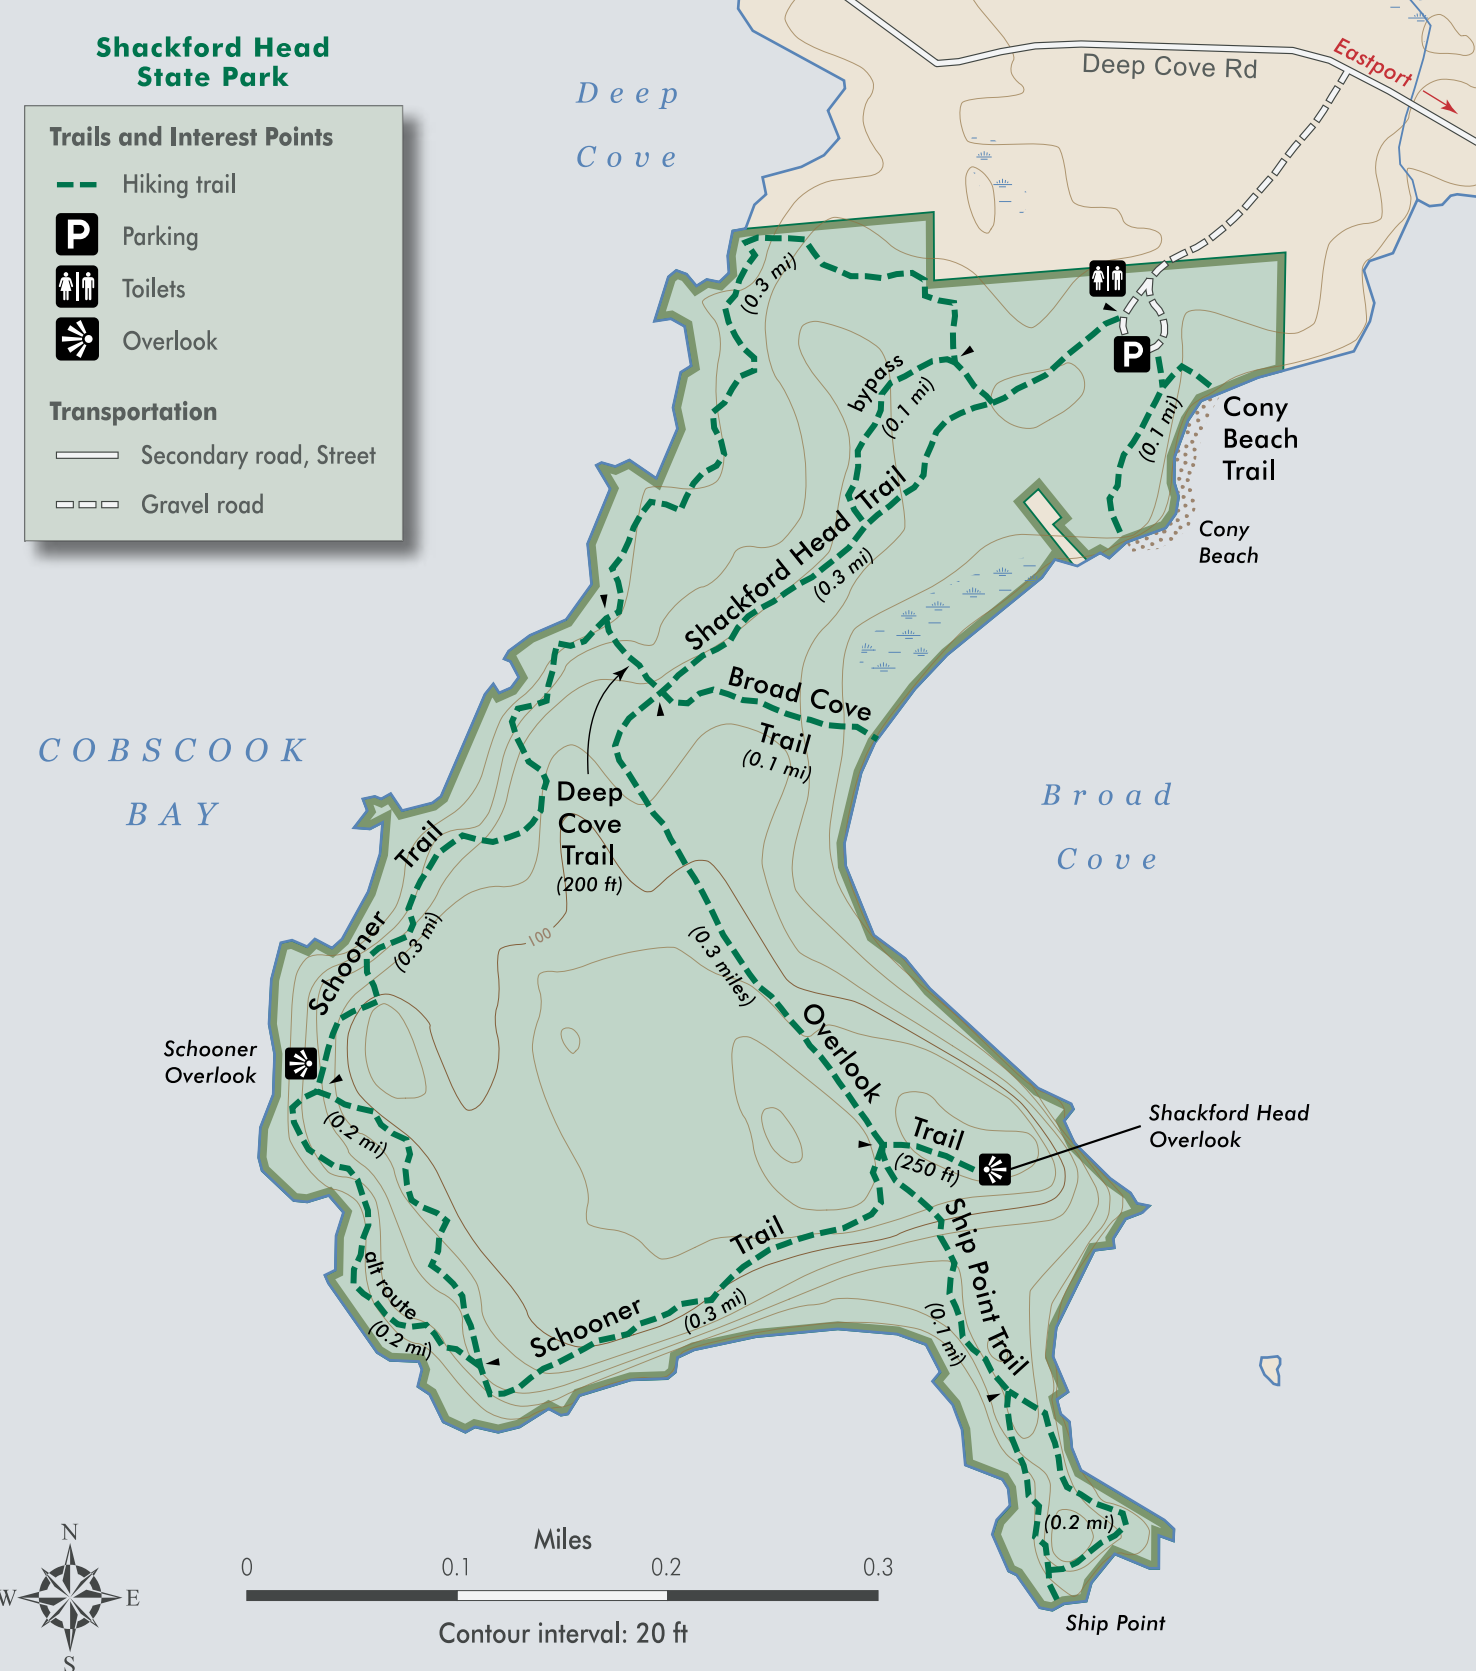 Shackford Head
State Park
Trails and Interest Points
Hiking trail
P
Parking
Toilets
Overlook
Transportation
Secondary road, Street
Gravel road
Deep
Cove
Deep Cove Rd
Eastport
(0.3 mi)
bypass
(0.1 mi)
P
(0.1 mi)
Cony
Beach
Trail
Cony
Beach
Shackford Head Trail
(0.3 mi)
Broad Cove
Trail
(0.1 mi)
COBSCOOK
BAY
Deep
Cove
Trail
(200 ft)
Broad
Cove
Schooner Trail
(0.3 mi)
100
(0.3 miles)
Overlook
Trail
(250 ft)
Schooner
Overlook
(0.2 mi)
Shackford Head
Overlook
alt route
(0.2 mi)
Schooner Trail
(0.3 mi)
Ship Point Trail
(0.1 mi)
(0.2 mi)
Ship Point
N
W
E
S
Miles
0 0.1 0.2 0.3
Contour interval: 20 ft